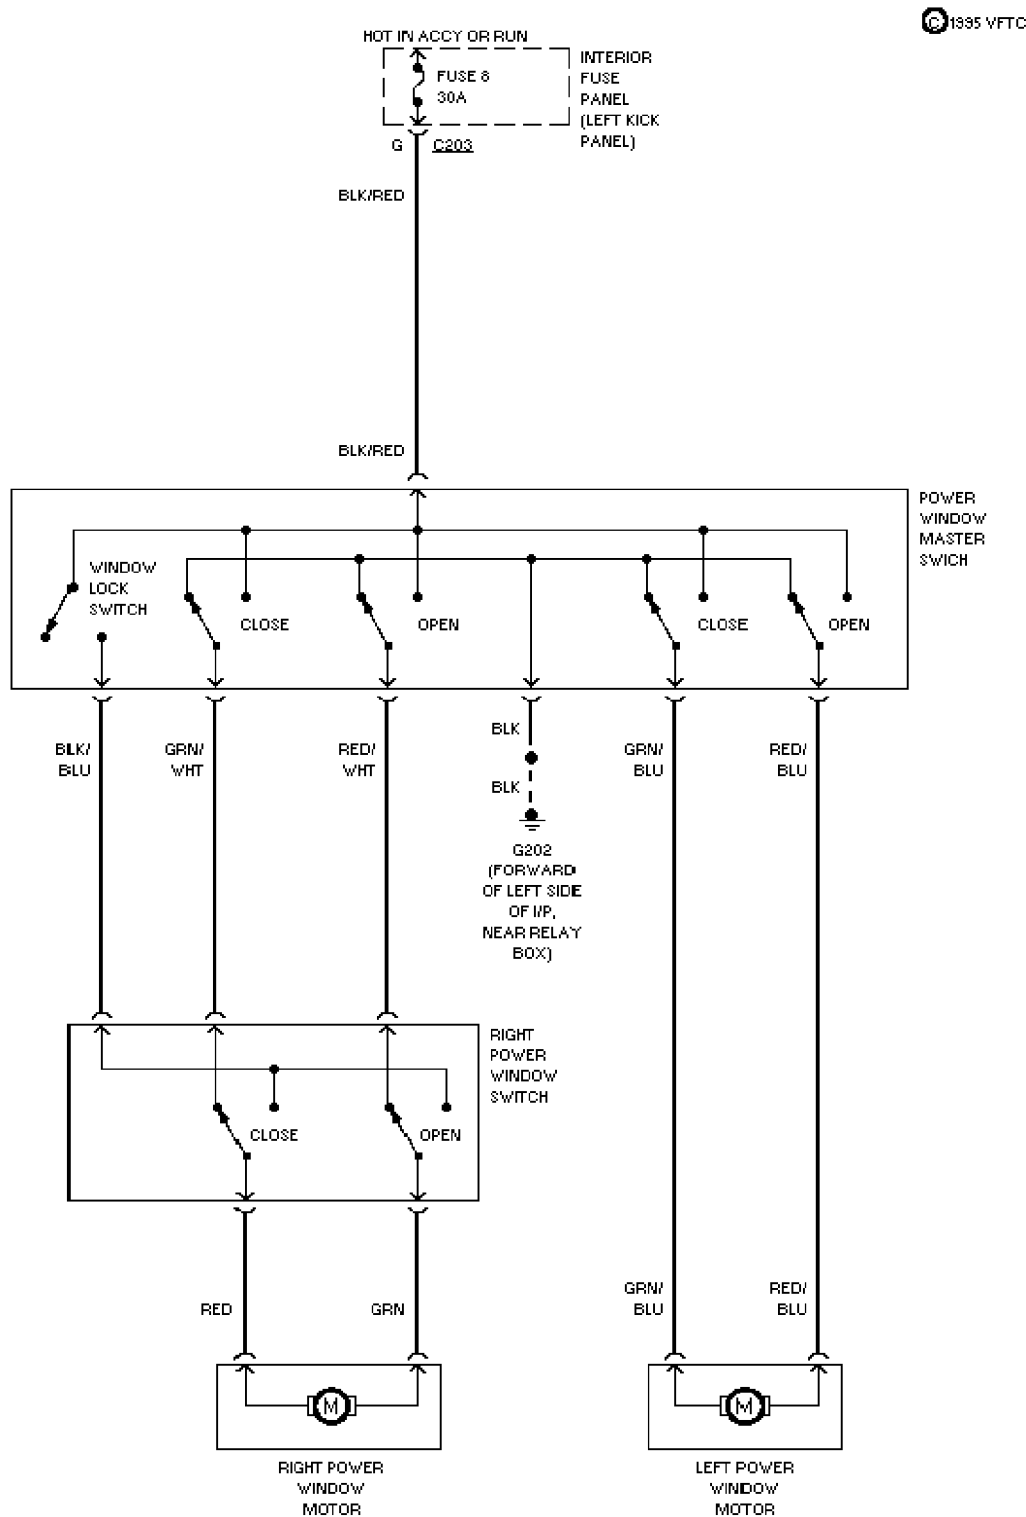 © 1995 VFTC
HOT IN ACCY OR RUN
FUSE 8
30A
INTERIOR
FUSE
PANEL
(LEFT KICK
PANEL)
G C203
BLK/RED
BLK/RED
POWER
WINDOW
MASTER
SWICH
WINDOW
LOCK
SWITCH
CLOSE
OPEN
CLOSE
OPEN
BLK/
BLU
GRN/
WHT
RED/
WHT
BLK
BLK
GRN/
BLU
RED/
BLU
G202
(FORWARD
OF LEFT SIDE
OF I/P,
NEAR RELAY
BOX)
RIGHT
POWER
WINDOW
SWITCH
CLOSE
OPEN
RED
GRN
GRN/
BLU
RED/
BLU
M
M
RIGHT POWER
WINDOW
MOTOR
LEFT POWER
WINDOW
MOTOR